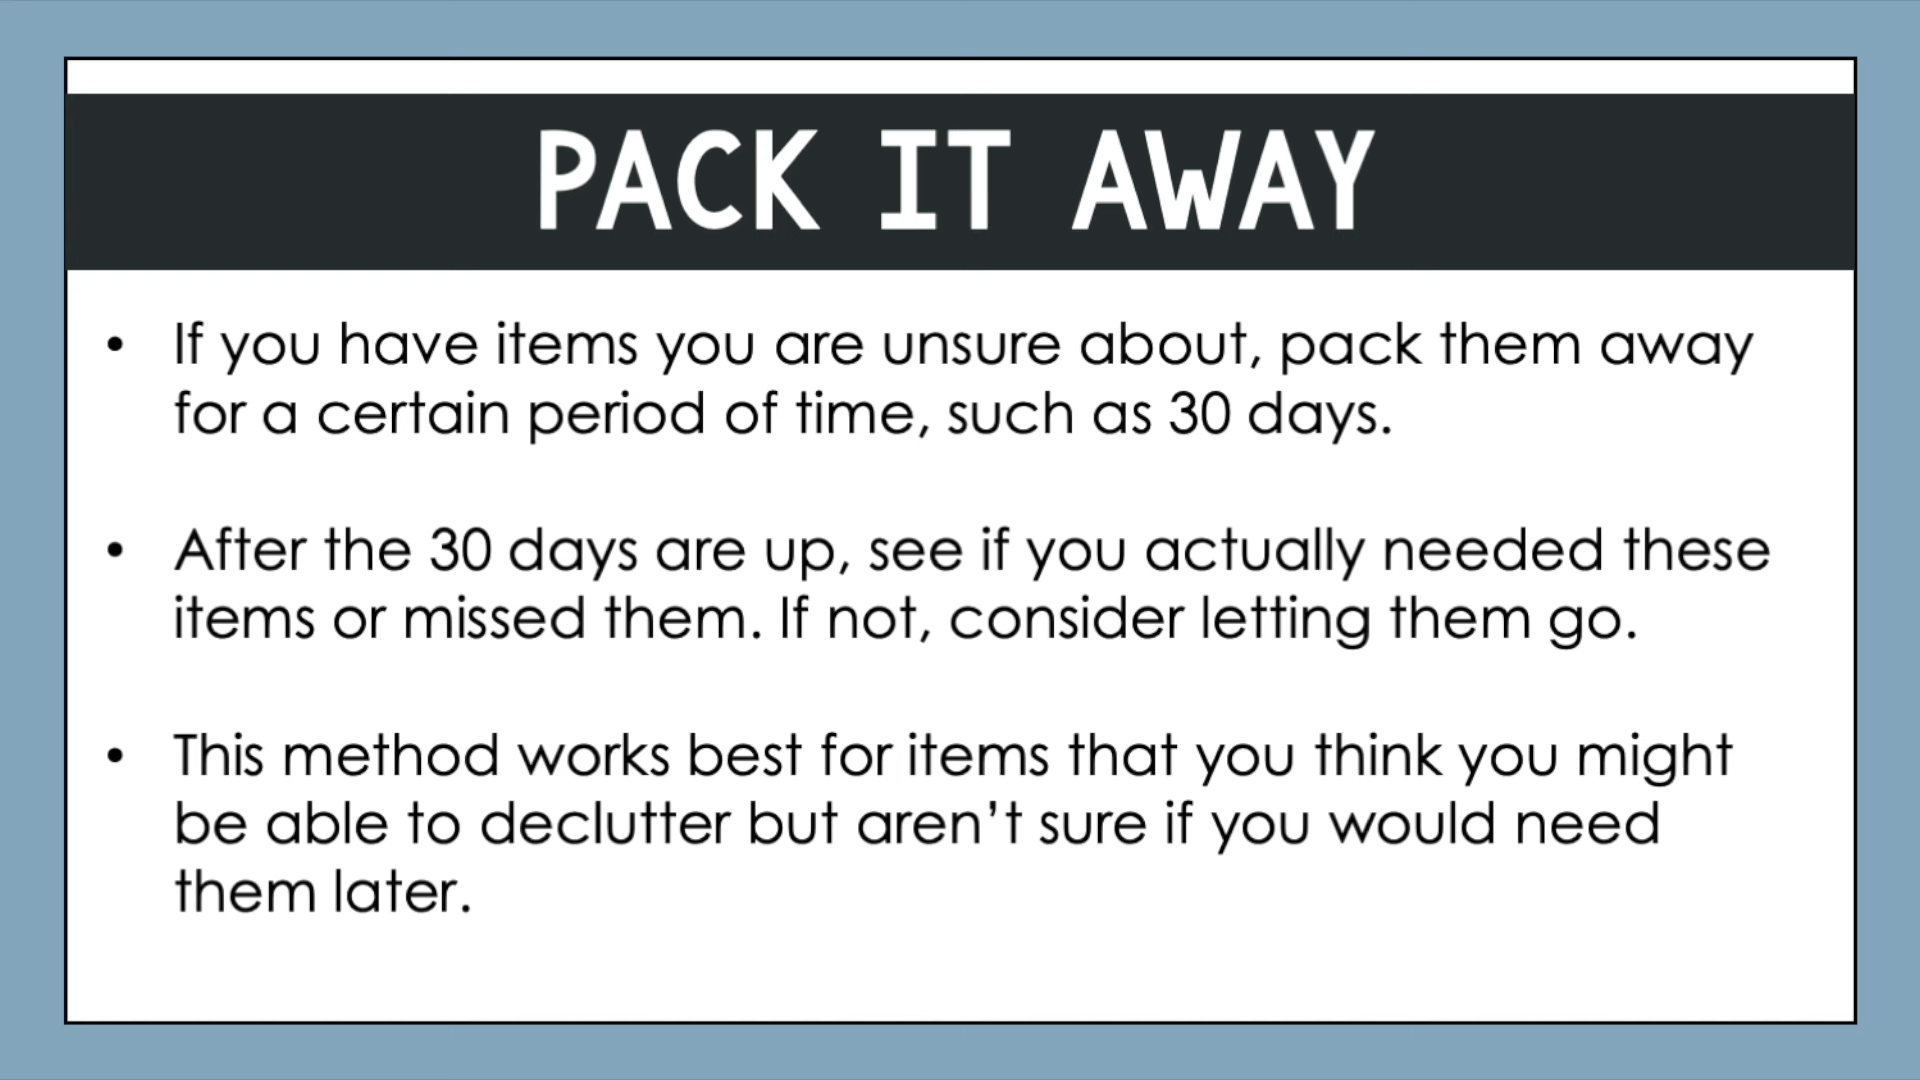 PACK IT AWAY
• If you have items you are unsure about, pack them away
for a certain period of time, such as 30 days.
• After the 30 days are up, see if you actually needed these
items or missed them. If not, consider letting them go.
• This method works best for items that you think you might
be able to declutter but aren’t sure if you would need
them later.